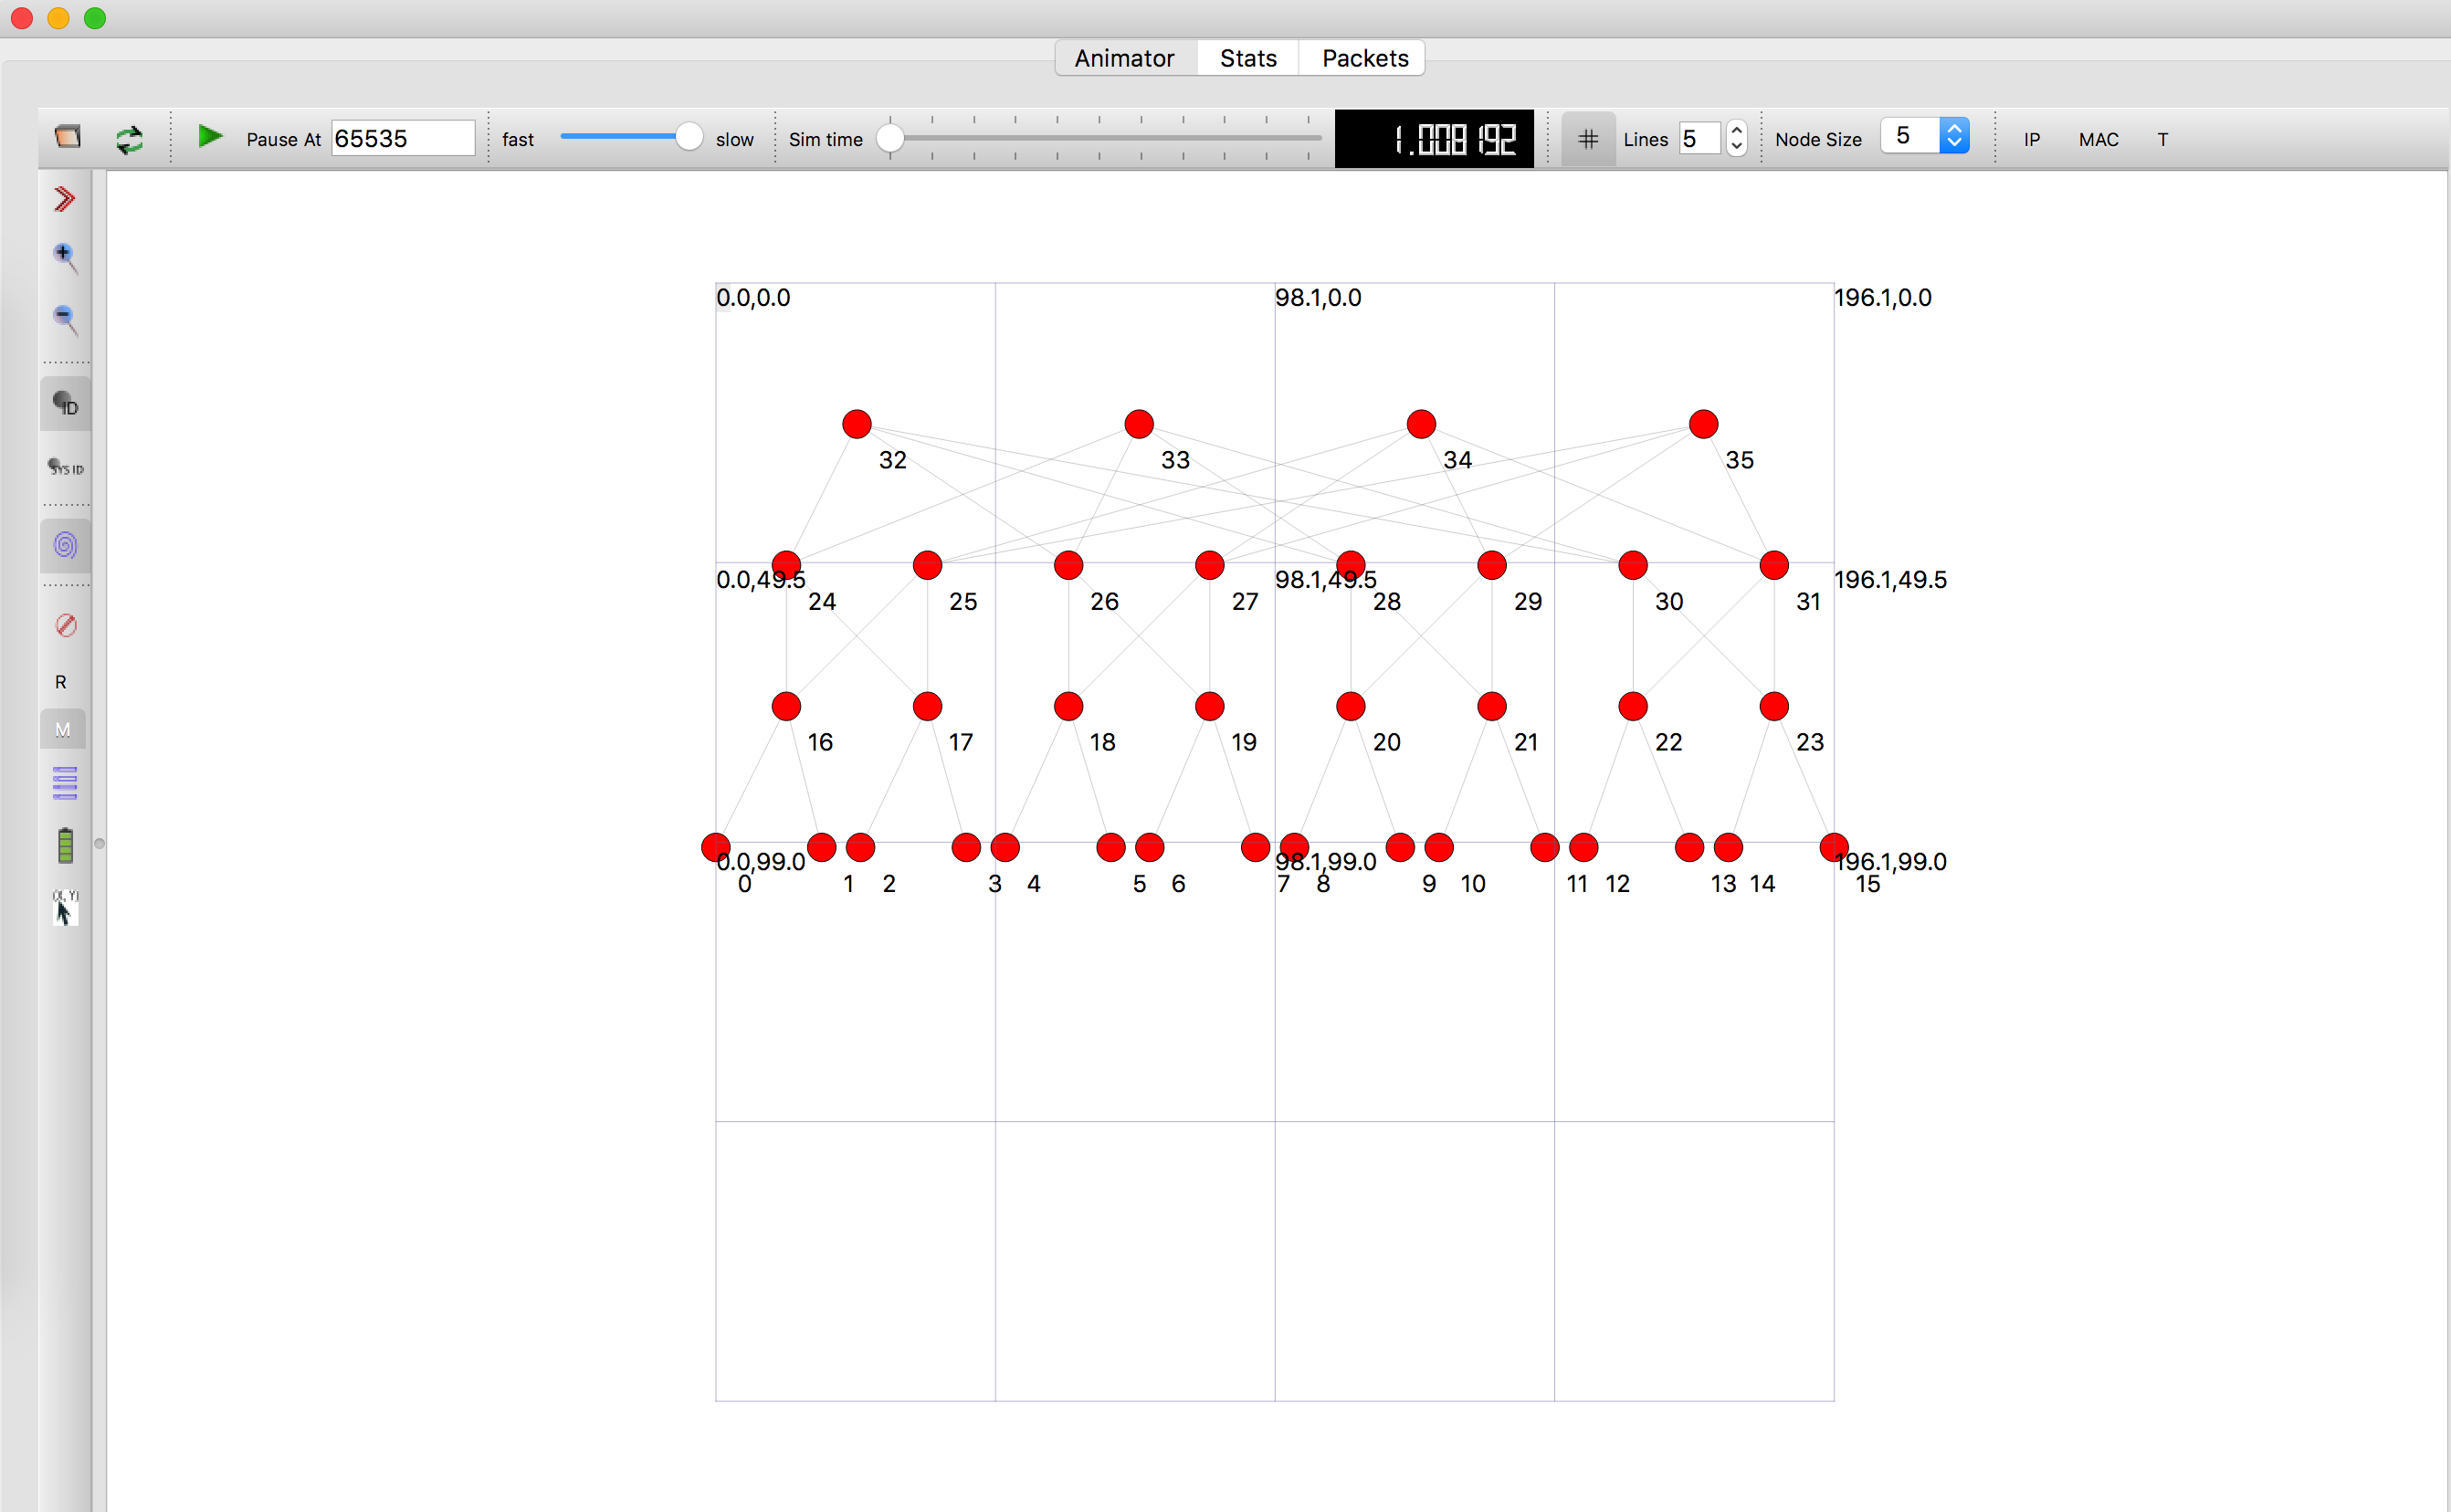 Animator Stats Packets
Pause At 65535 fast slow Sim time 1.008192 Lines 5 Node Size 5 IP MAC T
ID
SYS ID
R
M
(X, Y)
0.0,0.0 98.1,0.0 196.1,0.0
32 33 34 35
0.0,49.5 98.1,49.5 196.1,49.5
24 25 26 27 28 29 30 31
16 17 18 19 20 21 22 23
0.0,99.0 98.1,99.0 196.1,99.0
0 1 2 3 4 5 6 7 8 9 10 11 12 13 14 15